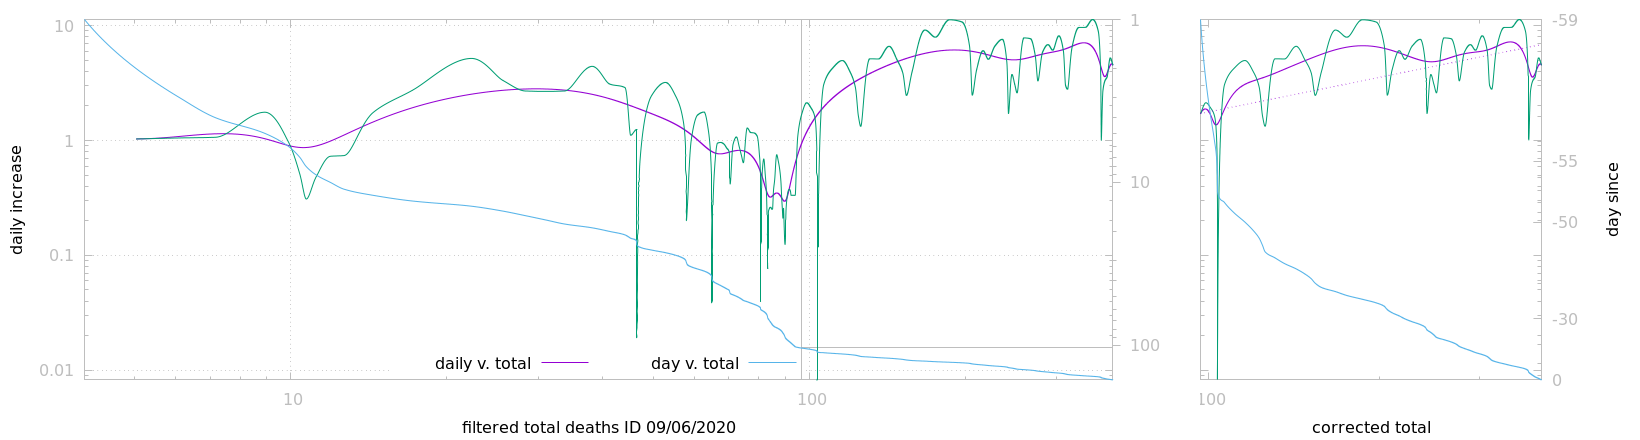 10
1
0.1
0.01
daily increase
10
100
filtered total deaths ID 09/06/2020
daily v. total
day v. total
1
10
100
100
corrected total
-59
-55
-50
-30
0
day since